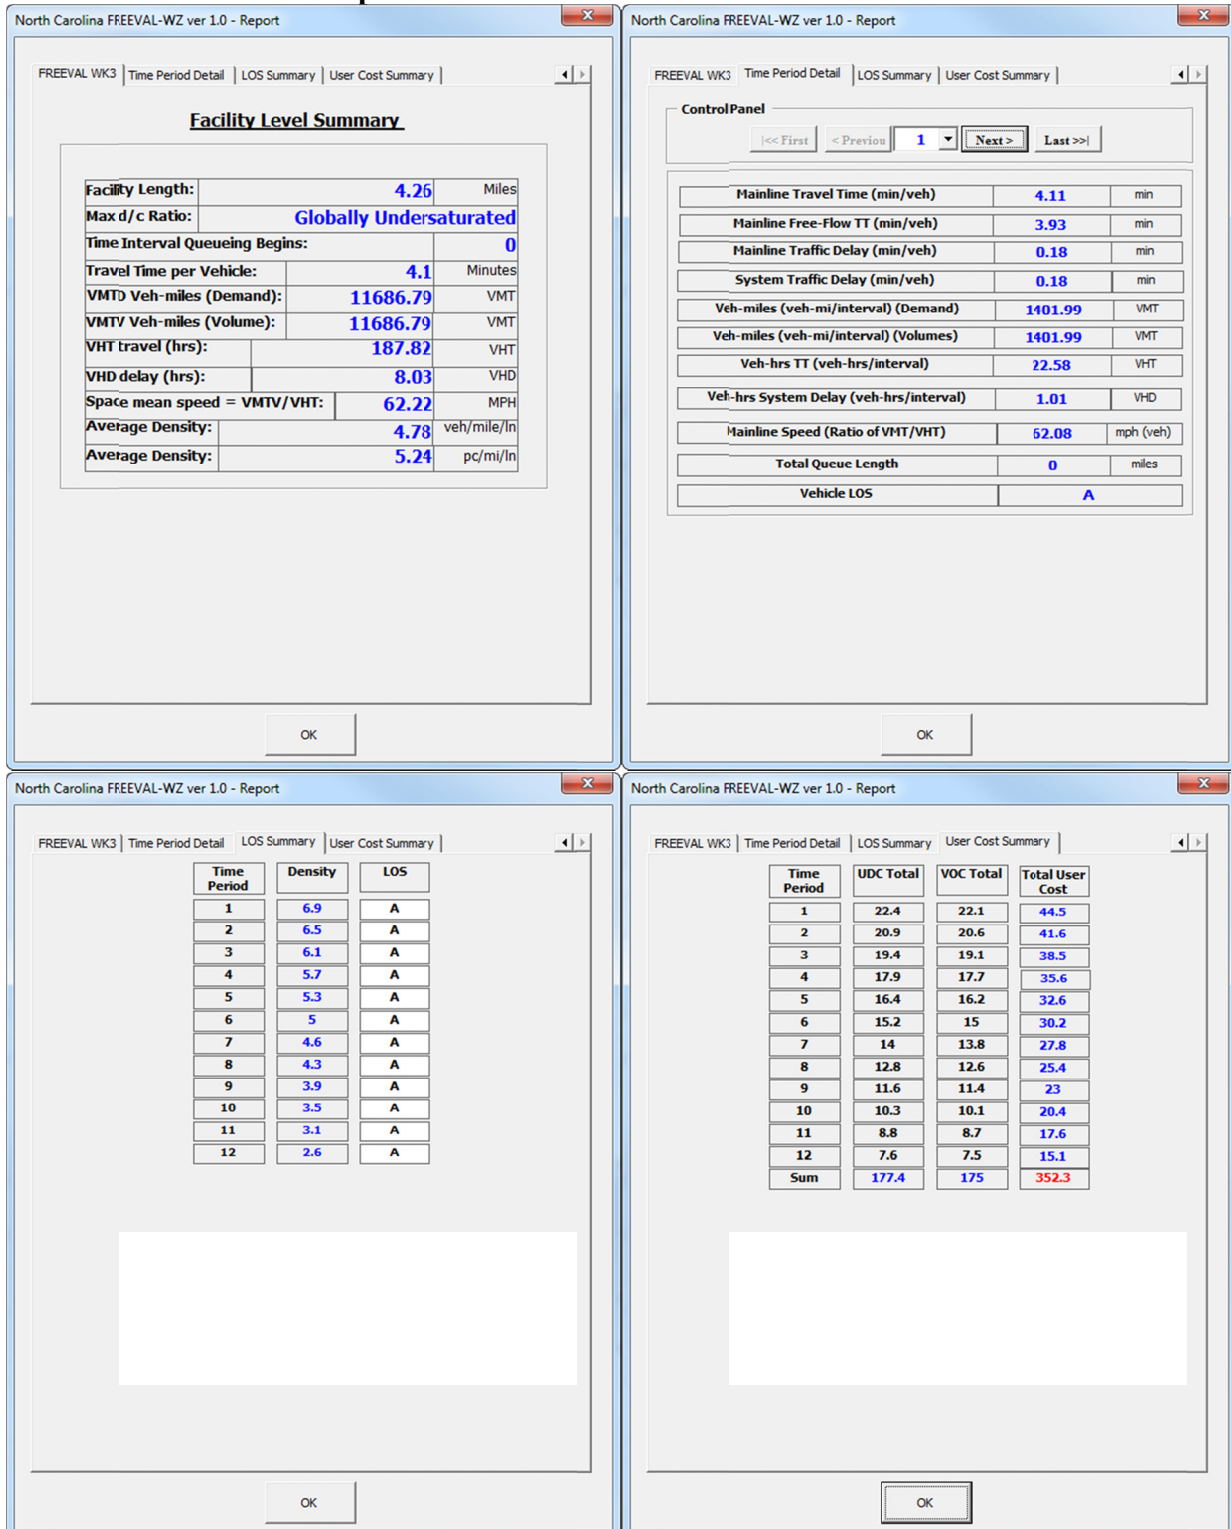 North Carolina FREEVAL-WZ ver 1.0 - Report
FREEVAL WK3 Time Period Detail LOS Summary User Cost Summary
Facility Level Summary
Facility Length: 4.26 Miles
Max d/c Ratio: Globally Undersaturated
Time Interval Queueing Begins: 0
Travel Time per Vehicle: 4.1 Minutes
VMTD Veh-miles (Demand): 11686.79 VMT
VMTV Veh-miles (Volume): 11686.79 VMT
VHT travel (hrs): 187.82 VHT
VHD delay (hrs): 8.03 VHD
Space mean speed = VMTV/VHT: 62.22 MPH
Average Density: 4.78 veh/mile/ln
Average Density: 5.24 pc/mi/ln
OK
North Carolina FREEVAL-WZ ver 1.0 - Report
FREEVAL WK3 Time Period Detail LOS Summary User Cost Summary
ControlPanel
|<< First < Previou 1 Next > Last >>|
Mainline Travel Time (min/veh) 4.11 min
Mainline Free-Flow TT (min/veh) 3.93 min
Mainline Traffic Delay (min/veh) 0.18 min
System Traffic Delay (min/veh) 0.18 min
Veh-miles (veh-mi/interval) (Demand) 1401.99 VMT
Veh-miles (veh-mi/interval) (Volumes) 1401.99 VMT
Veh-hrs TT (veh-hrs/interval) 22.58 VHT
Veh-hrs System Delay (veh-hrs/interval) 1.01 VHD
Mainline Speed (Ratio of VMT/VHT) 62.08 mph (veh)
Total Queue Length 0 miles
Vehicle LOS A
OK
North Carolina FREEVAL-WZ ver 1.0 - Report
FREEVAL WK3 Time Period Detail LOS Summary User Cost Summary
Time Period Density LOS
1 6.9 A
2 6.5 A
3 6.1 A
4 5.7 A
5 5.3 A
6 5 A
7 4.6 A
8 4.3 A
9 3.9 A
10 3.5 A
11 3.1 A
12 2.6 A
OK
North Carolina FREEVAL-WZ ver 1.0 - Report
FREEVAL WK3 Time Period Detail LOS Summary User Cost Summary
Time Period UDC Total VOC Total Total User Cost
1 22.4 22.1 44.5
2 20.9 20.6 41.6
3 19.4 19.1 38.5
4 17.9 17.7 35.6
5 16.4 16.2 32.6
6 15.2 15 30.2
7 14 13.8 27.8
8 12.8 12.6 25.4
9 11.6 11.4 23
10 10.3 10.1 20.4
11 8.8 8.7 17.6
12 7.6 7.5 15.1
Sum 177.4 175 352.3
OK